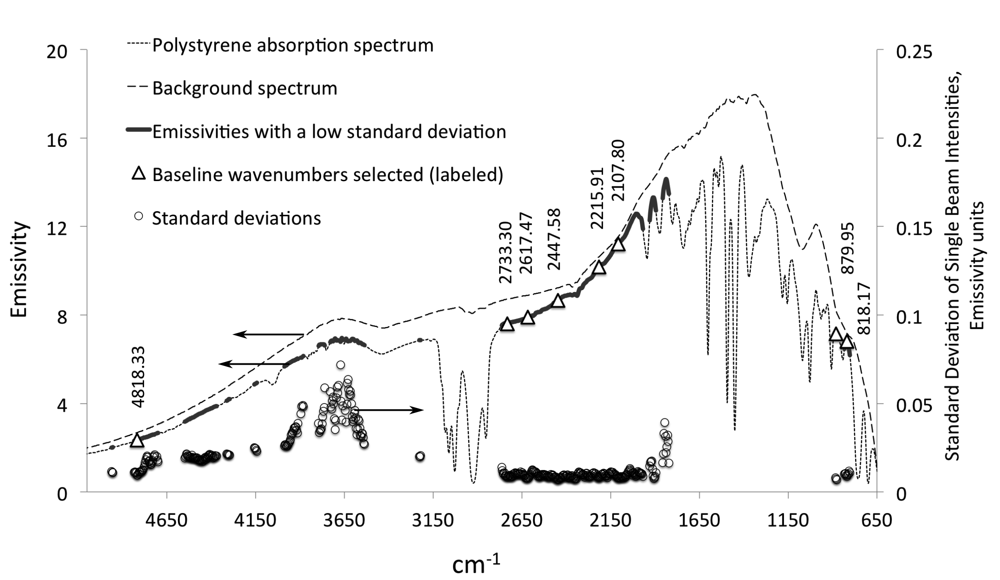 Polystyrene absorption spectrum
Background spectrum
Emissivities with a low standard deviation
Baseline wavenumbers selected (labeled)
Standard deviations
Emissivity
20
16
12
8
4
0
4818.33
2733.30
2617.47
2447.58
2215.91
2107.80
879.95
818.17
0.25
0.2
0.15
0.1
0.05
0
Standard Deviation of Single Beam Intensities,
Emissivity units
4650 4150 3650 3150 2650 2150 1650 1150 650
cm⁻¹